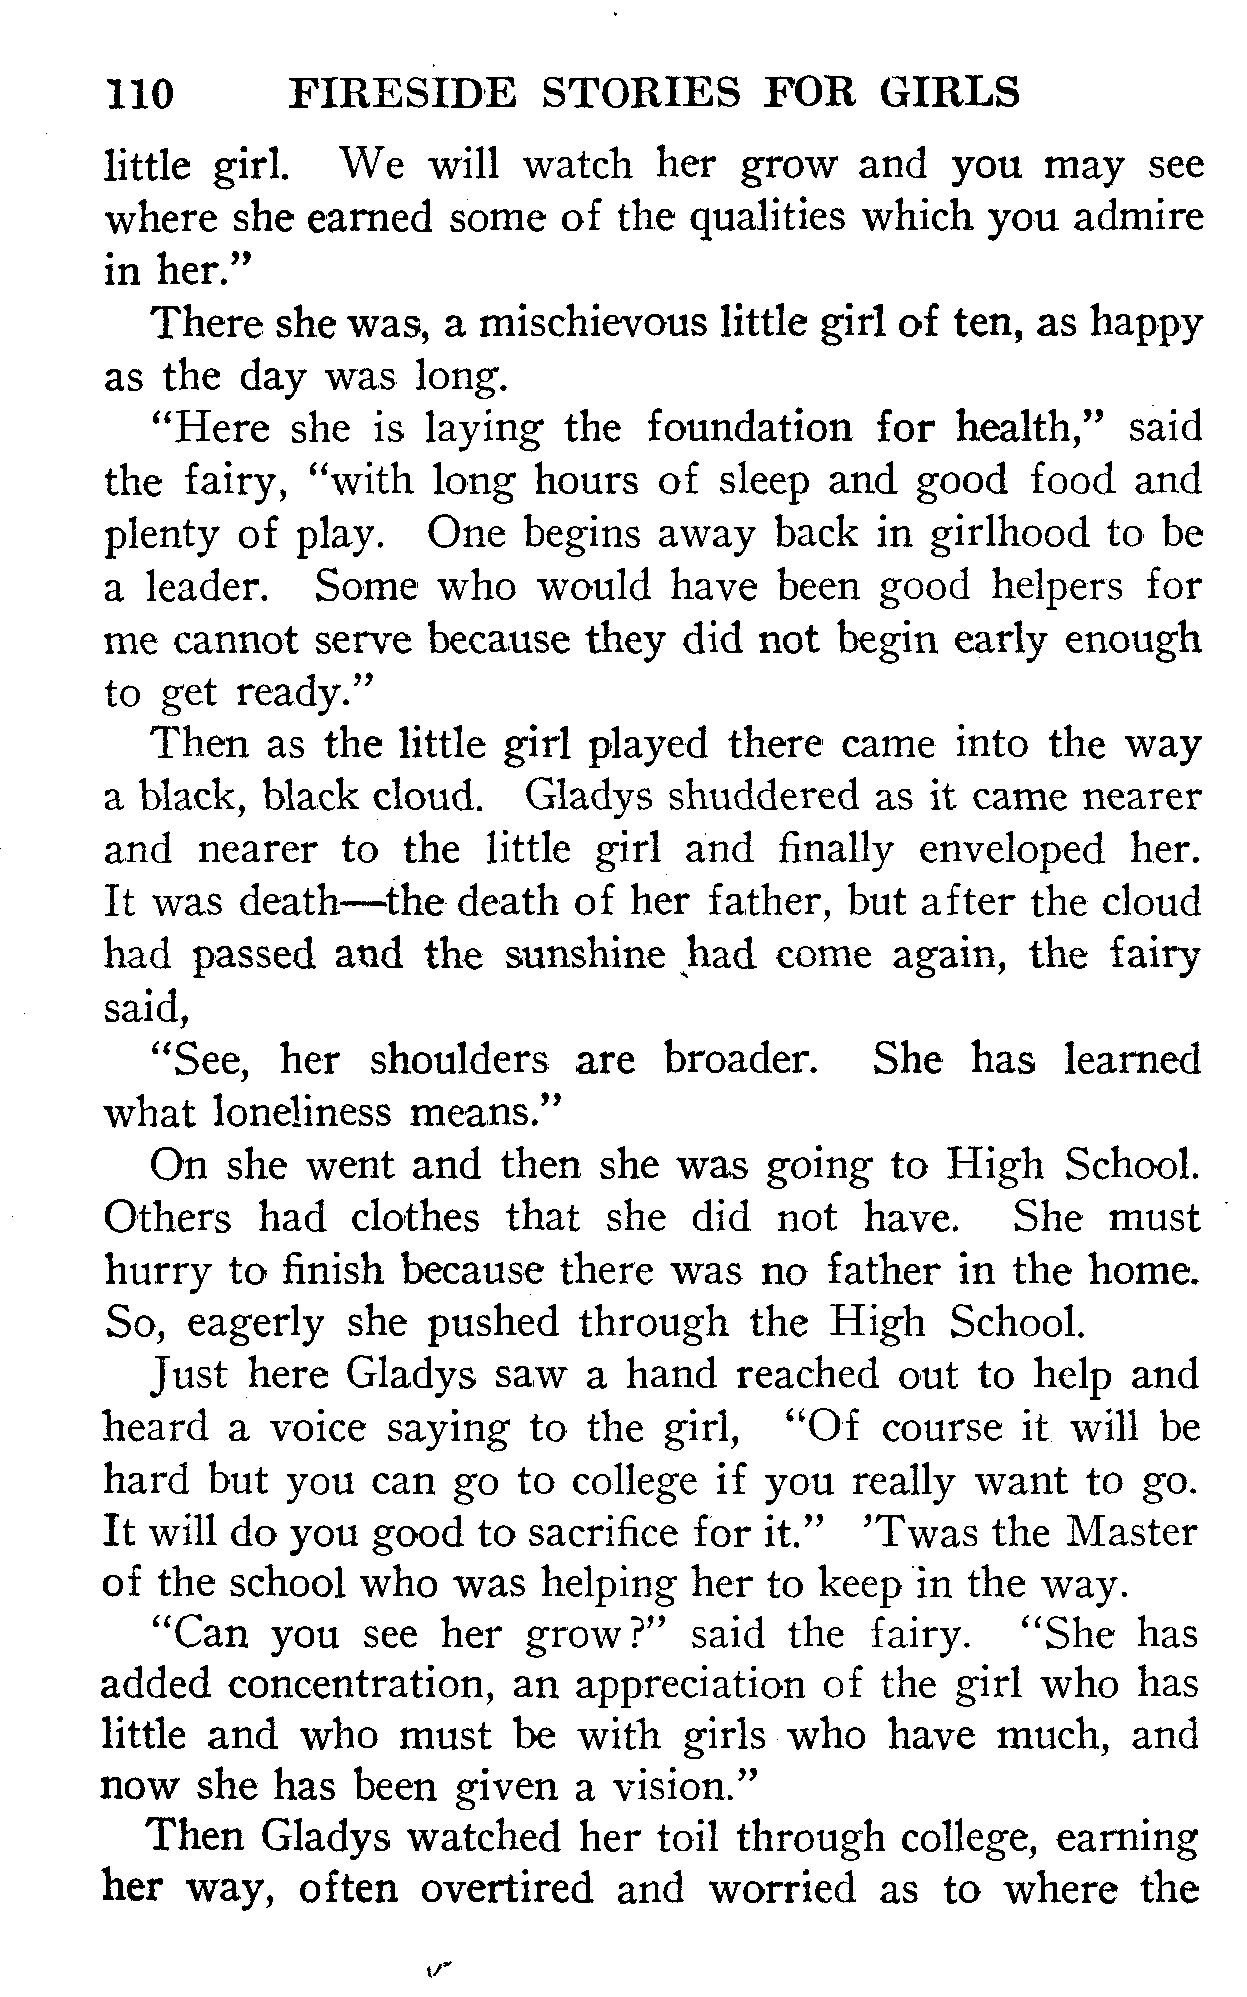 110 FIRESIDE STORIES FOR GIRLS
little girl. We will watch her grow and you may see
where she earned some of the qualities which you admire
in her."
There she was, a mischievous little girl of ten, as happy
as the day was long.
"Here she is laying the foundation for health," said
the fairy, "with long hours of sleep and good food and
plenty of play. One begins away back in girlhood to be
a leader. Some who would have been good helpers for
me cannot serve because they did not begin early enough
to get ready."
Then as the little girl played there came into the way
a black, black cloud. Gladys shuddered as it came nearer
and nearer to the little girl and finally enveloped her.
It was death—the death of her father, but after the cloud
had passed and the sunshine had come again, the fairy
said,
"See, her shoulders are broader. She has learned
what loneliness means."
On she went and then she was going to High School.
Others had clothes that she did not have. She must
hurry to finish because there was no father in the home.
So, eagerly she pushed through the High School.
Just here Gladys saw a hand reached out to help and
heard a voice saying to the girl, "Of course it will be
hard but you can go to college if you really want to go.
It will do you good to sacrifice for it." 'Twas the Master
of the school who was helping her to keep in the way.
"Can you see her grow?" said the fairy. "She has
added concentration, an appreciation of the girl who has
little and who must be with girls who have much, and
now she has been given a vision."
Then Gladys watched her toil through college, earning
her way, often overtired and worried as to where the